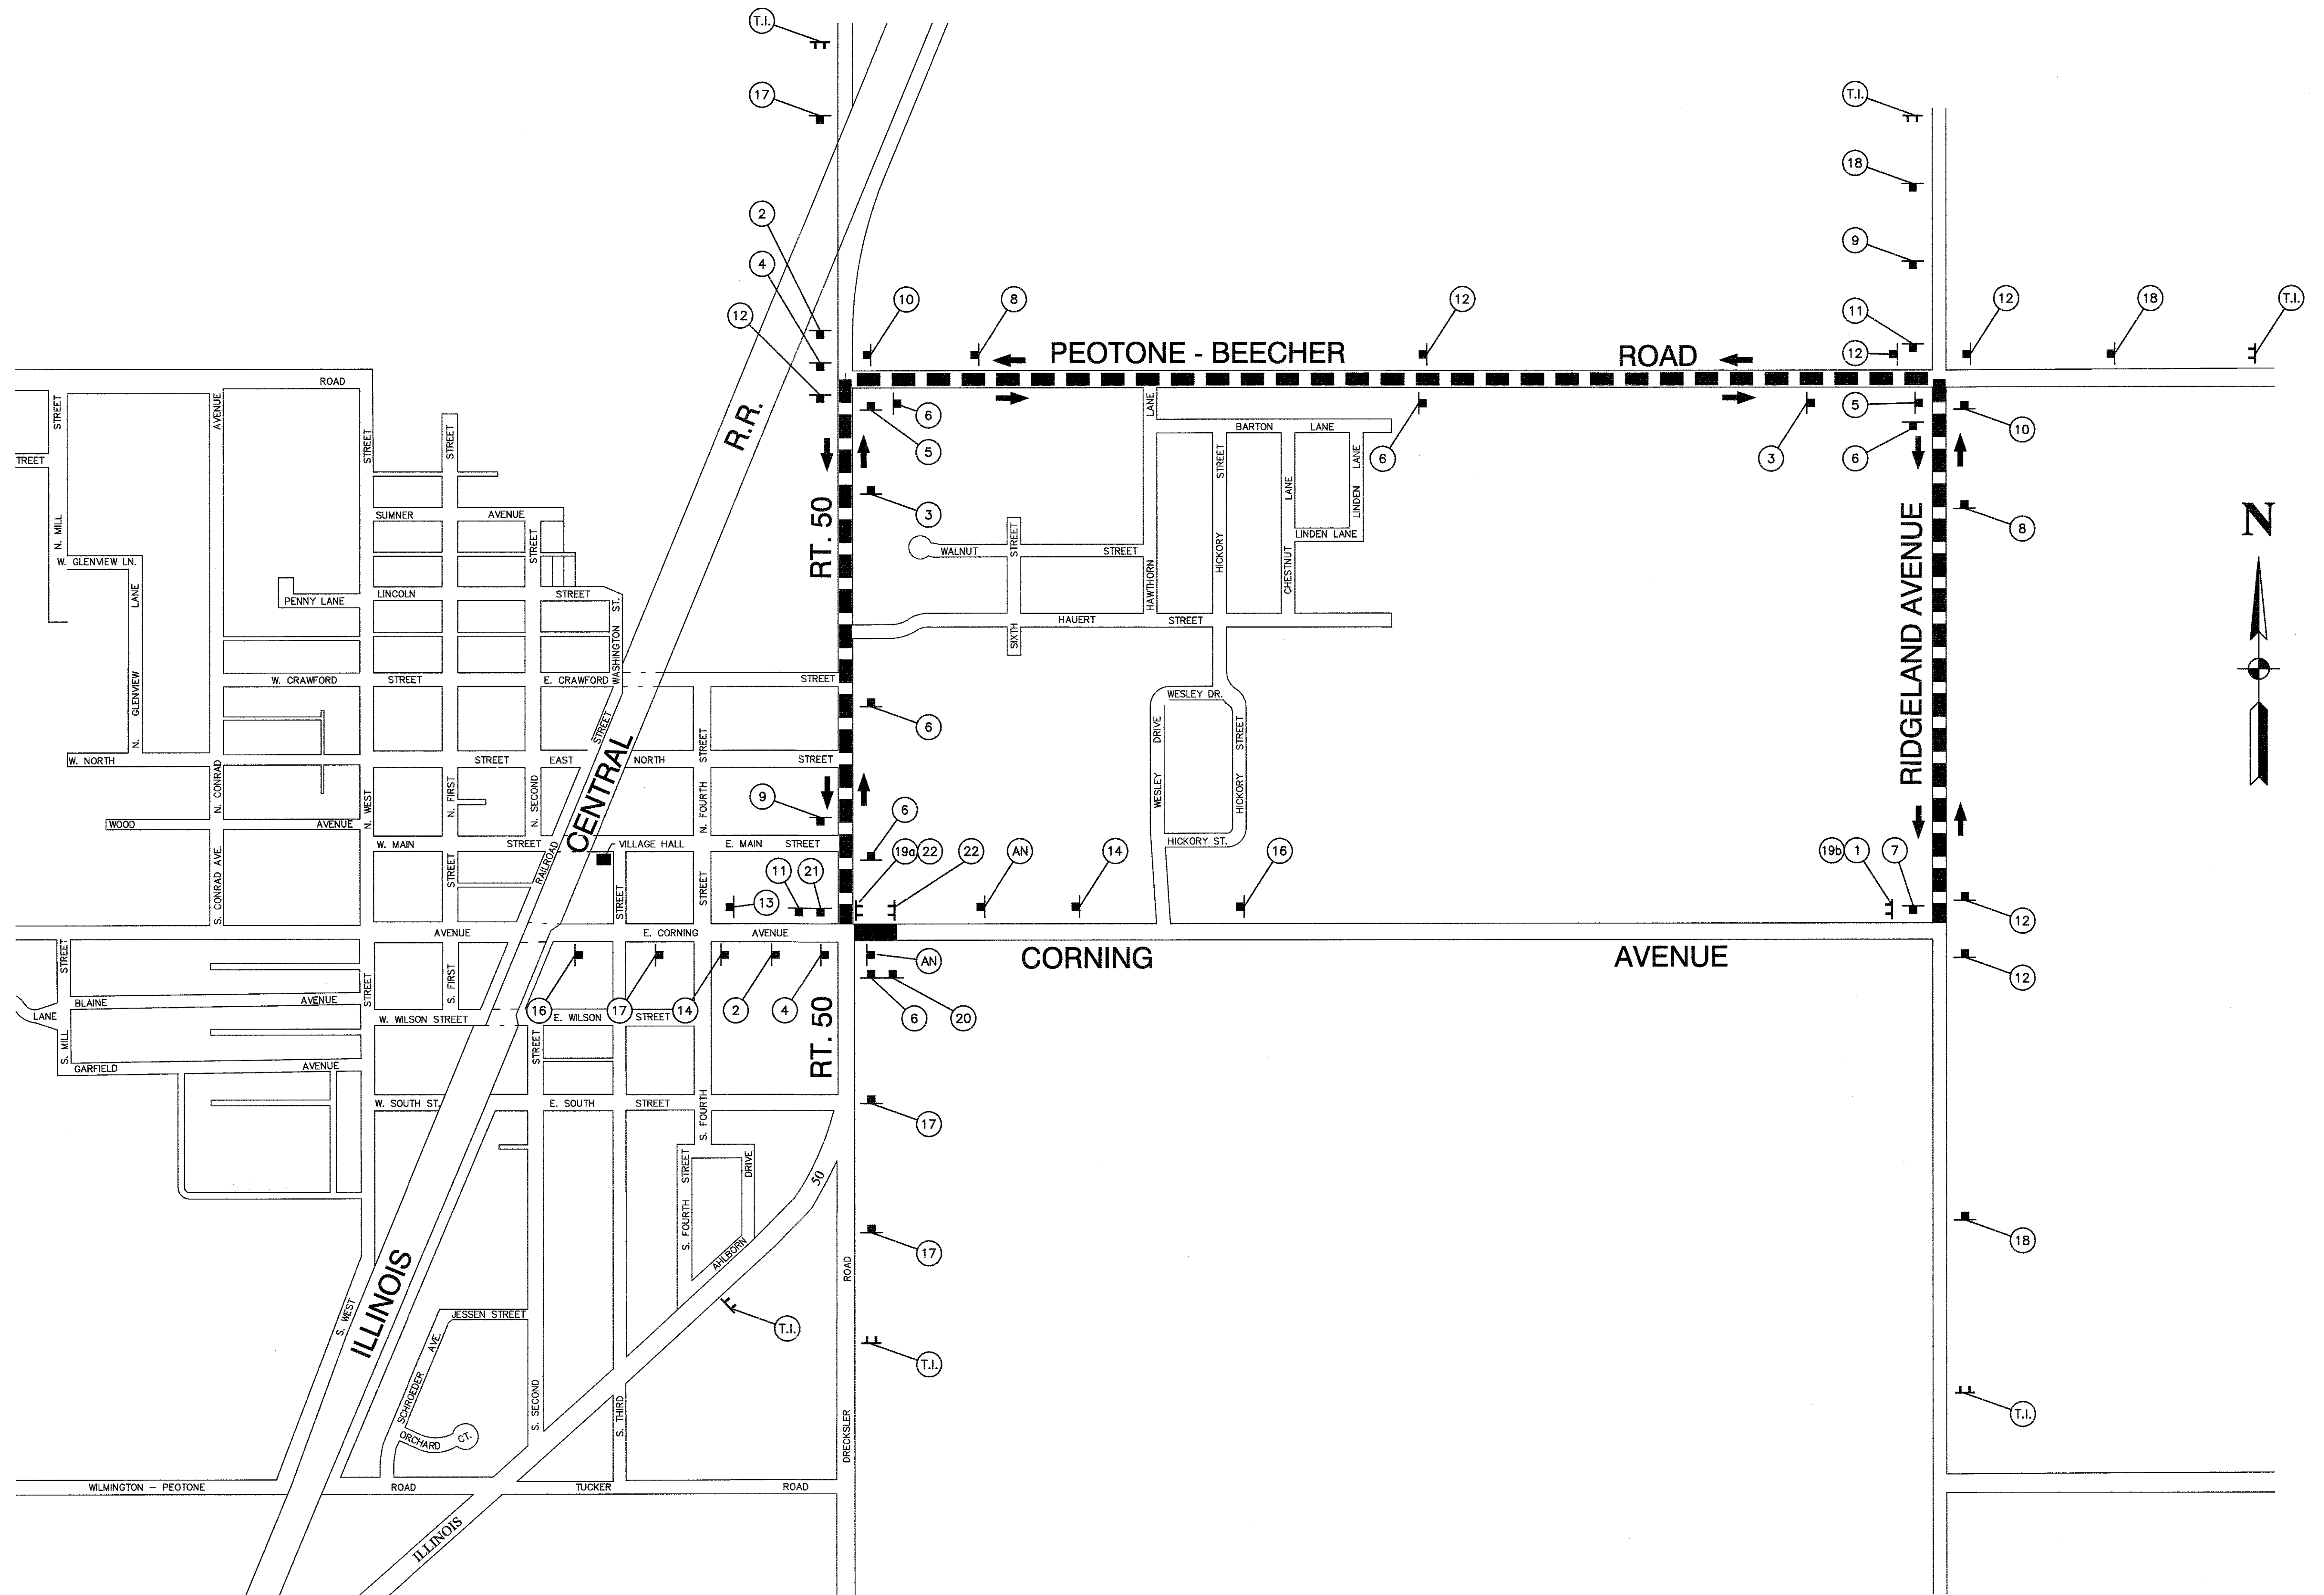 T.I.
17
T.I.
18
2
9
4
12
10
8
12
11
12
12
18
T.I.
PEOTONE - BEECHER ROAD
ROAD
STREET
AVENUE
STREET
STREET
TREET
N. MILL
6
5
LANE
BARTON LANE
6
3
5
6
10
R.R.
RT. 50
3
STREET
LANE
LINDEN LANE
LINDEN LANE
8
RIDGELAND AVENUE
N
SUMNER AVENUE
STREET
WALNUT STREET
STREET
HAWTHORN
HICKORY
CHESTNUT
W. GLENVIEW LN.
LANE
N. GLENVIEW
PENNY LANE
LINCOLN STREET
WASHINGTON ST.
HAUERT STREET
SIXTH
W. CRAWFORD STREET E. CRAWFORD STREET
6
WESLEY DR.
WESLEY DRIVE
HICKORY STREET
HICKORY ST.
STREET
CENTRAL
W. NORTH STREET EAST NORTH STREET
STREET
N. CONRAD
N. WEST
N. FIRST
N. SECOND
N. FOURTH
9
6
WOOD AVENUE
W. MAIN STREET
VILLAGE HALL
E. MAIN STREET
RAILROAD
S. CONRAD AVE.
STREET
STREET
STREET
11
21
13
19a
22
22
AN
14
16
19b
1
7
12
AVENUE E. CORNING AVENUE
CORNING AVENUE
STREET
STREET
S. FIRST
AN
12
16
17
14
2
4
RT. 50
6
20
BLAINE AVENUE
LANE
S. MILL
W. WILSON STREET E. WILSON STREET
STREET
GARFIELD AVENUE
W. SOUTH ST. E. SOUTH STREET
S. FOURTH
17
STREET
S. FOURTH
DRIVE
AHLBORN
50
17
18
ROAD
T.I.
T.I.
T.I.
ILLINOIS
S. WEST
JESSEN STREET
SCHROEDER AVE.
ORCHARD CT.
S. SECOND
S. THIRD
DRECKSLER
WILMINGTON - PEOTONE ROAD TUCKER ROAD
ILLINOIS